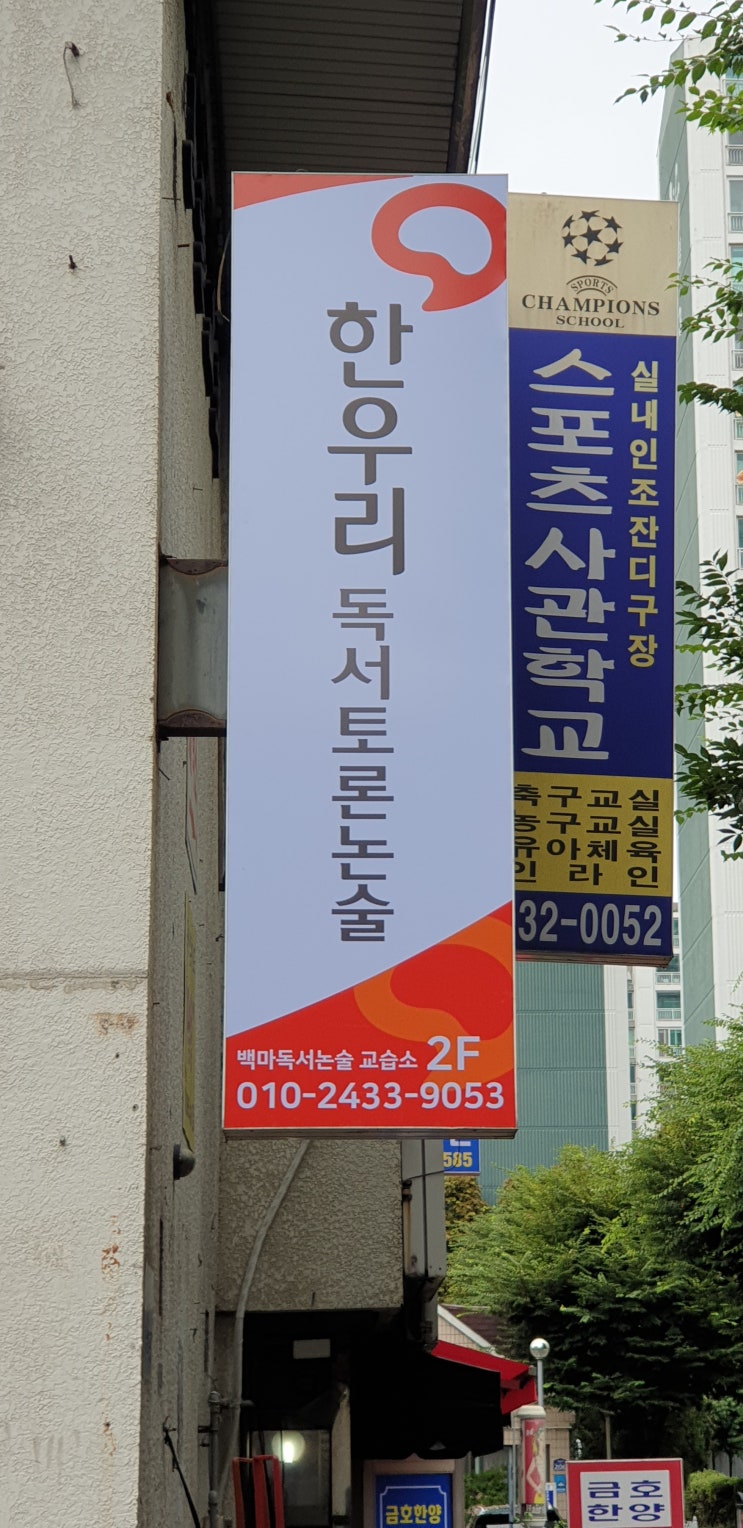 한우리 독서토론논술
백마독서논술 교습소 2F
010-2433-9053
SPORTS
CHAMPIONS
SCHOOL
실내인조잔디구장
스포츠사관학교
축구교실
농구교실
유아체육
인라인
32-0052
585
금호한양
금호
한양